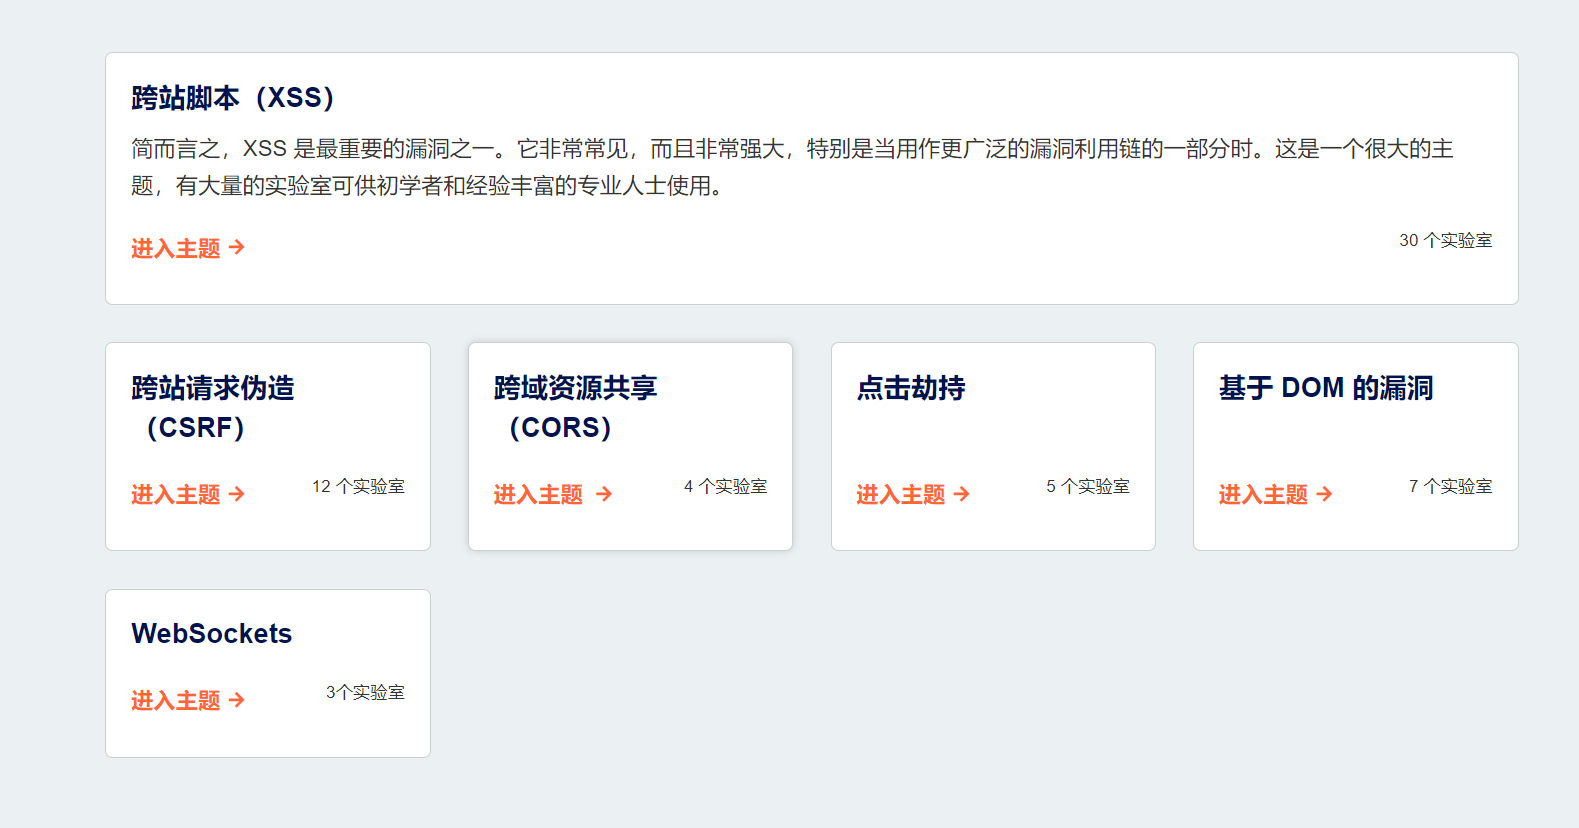 跨站脚本（XSS）
简而言之，XSS 是最重要的漏洞之一。它非常常见，而且非常强大，特别是当用作更广泛的漏洞利用链的一部分时。这是一个很大的主
题，有大量的实验室可供初学者和经验丰富的专业人士使用。
进入主题 → 30 个实验室
跨站请求伪造
（CSRF）
进入主题 → 12 个实验室
跨域资源共享
（CORS）
进入主题 → 4 个实验室
点击劫持
进入主题 → 5 个实验室
基于 DOM 的漏洞
进入主题 → 7 个实验室
WebSockets
进入主题 → 3个实验室